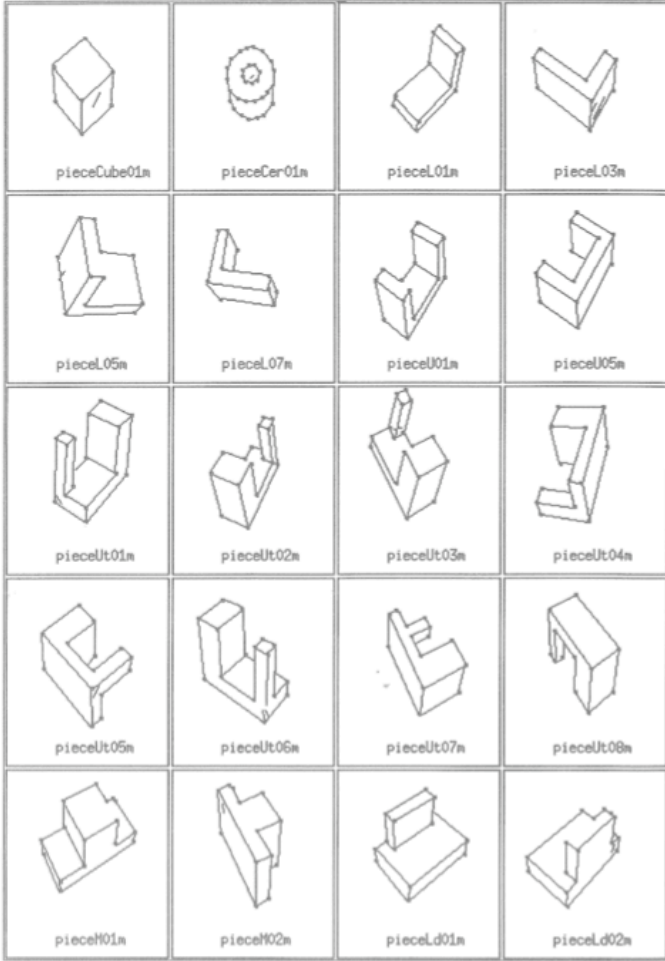 pieceCube01m
pieceCer01m
pieceL01m
pieceL03m
pieceL05m
pieceL07m
pieceU01m
pieceU05m
pieceUt01m
pieceUt02m
pieceUt03m
pieceUt04m
pieceUt05m
pieceUt06m
pieceUt07m
pieceUt08m
pieceM01m
pieceM02m
pieceLd01m
pieceLd02m